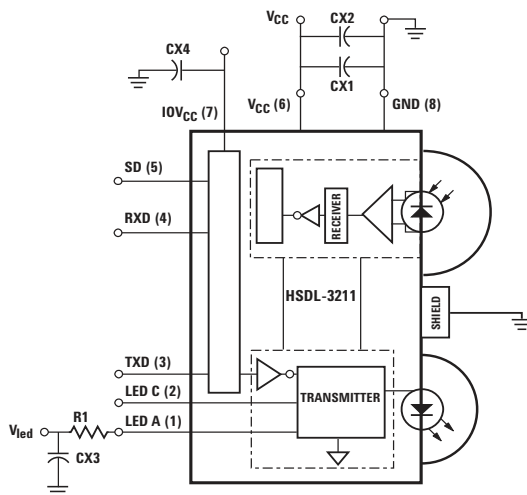 VCC
CX2
CX4
CX1
IOVCC (7)
VCC (6)
GND (8)
SD (5)
RXD (4)
RECEIVER
HSDL-3211
SHIELD
TXD (3)
LED C (2)
TRANSMITTER
Vled
R1
LED A (1)
CX3